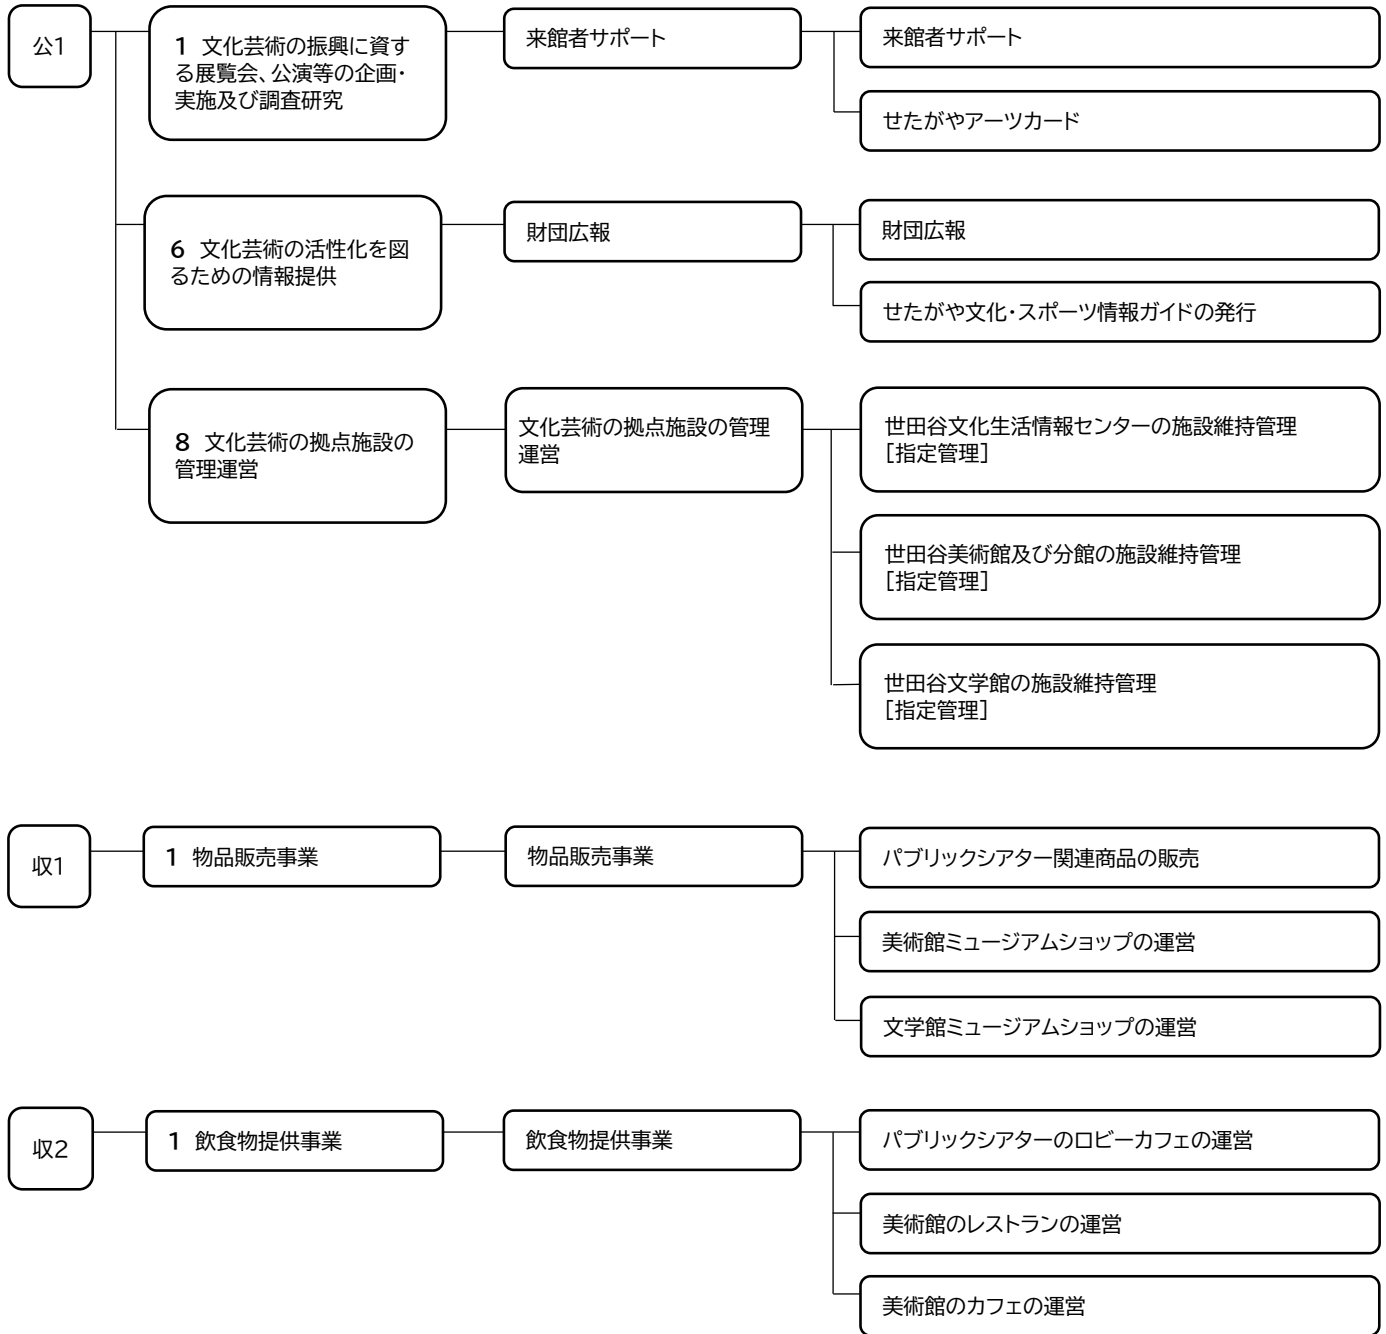 公1
1 文化芸術の振興に資す
る展覧会、公演等の企画・
実施及び調査研究
来館者サポート
来館者サポート
せたがやアーツカード
6 文化芸術の活性化を図
るための情報提供
財団広報
財団広報
せたがや文化・スポーツ情報ガイドの発行
8 文化芸術の拠点施設の
管理運営
文化芸術の拠点施設の管理
運営
世田谷文化生活情報センターの施設維持管理
[指定管理]
世田谷美術館及び分館の施設維持管理
[指定管理]
世田谷文学館の施設維持管理
[指定管理]
収1
1 物品販売事業
物品販売事業
パブリックシアター関連商品の販売
美術館ミュージアムショップの運営
文学館ミュージアムショップの運営
収2
1 飲食物提供事業
飲食物提供事業
パブリックシアターのロビーカフェの運営
美術館のレストランの運営
美術館のカフェの運営